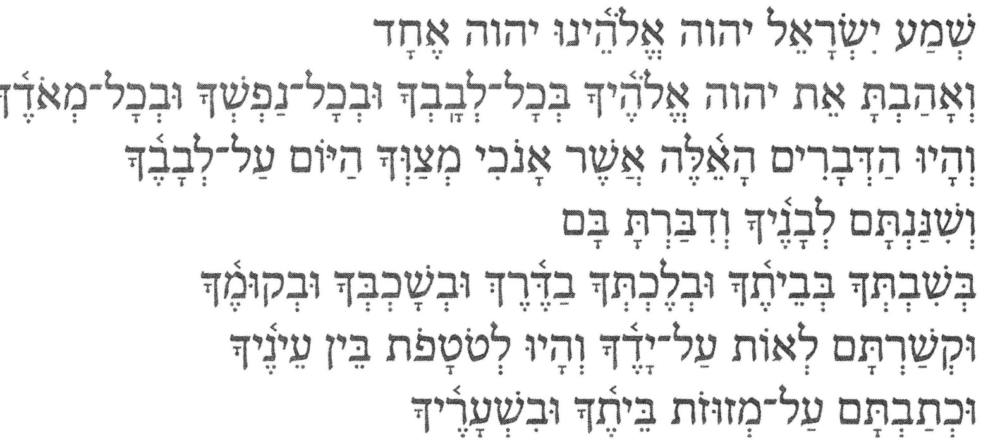 שְׁמַע יִשְׂרָאֵל יהוה אֱלֹהֵ֫ינוּ יהוה אֶחָד
וְאָהַבְתָּ אֵת יהוה אֱלֹהֶ֫יךָ בְּכָל־לְבָבְךָ וּבְכָל־נַפְשְׁךָ וּבְכָל־מְאֹדֶ֫ךָ
וְהָיוּ הַדְּבָרִים הָאֵ֫לֶּה אֲשֶׁר אָנֹכִי מְצַוְּךָ הַיּוֹם עַל־לְבָבֶ֫ךָ
וְשִׁנַּנְתָּם לְבָנֶ֫יךָ וְדִבַּרְתָּ בָּם
בְּשִׁבְתְּךָ בְּבֵיתֶ֫ךָ וּבְלֶכְתְּךָ בַדֶּ֫רֶךְ וּבְשָׁכְבְּךָ וּבְקוּמֶ֫ךָ
וּקְשַׁרְתָּם לְאוֹת עַל־יָדֶ֫ךָ וְהָיוּ לְטֹטָפֹת בֵּין עֵינֶ֫יךָ
וּכְתַבְתָּם עַל־מְזוּזֹת בֵּיתֶ֫ךָ וּבִשְׁעָרֶ֫יךָ